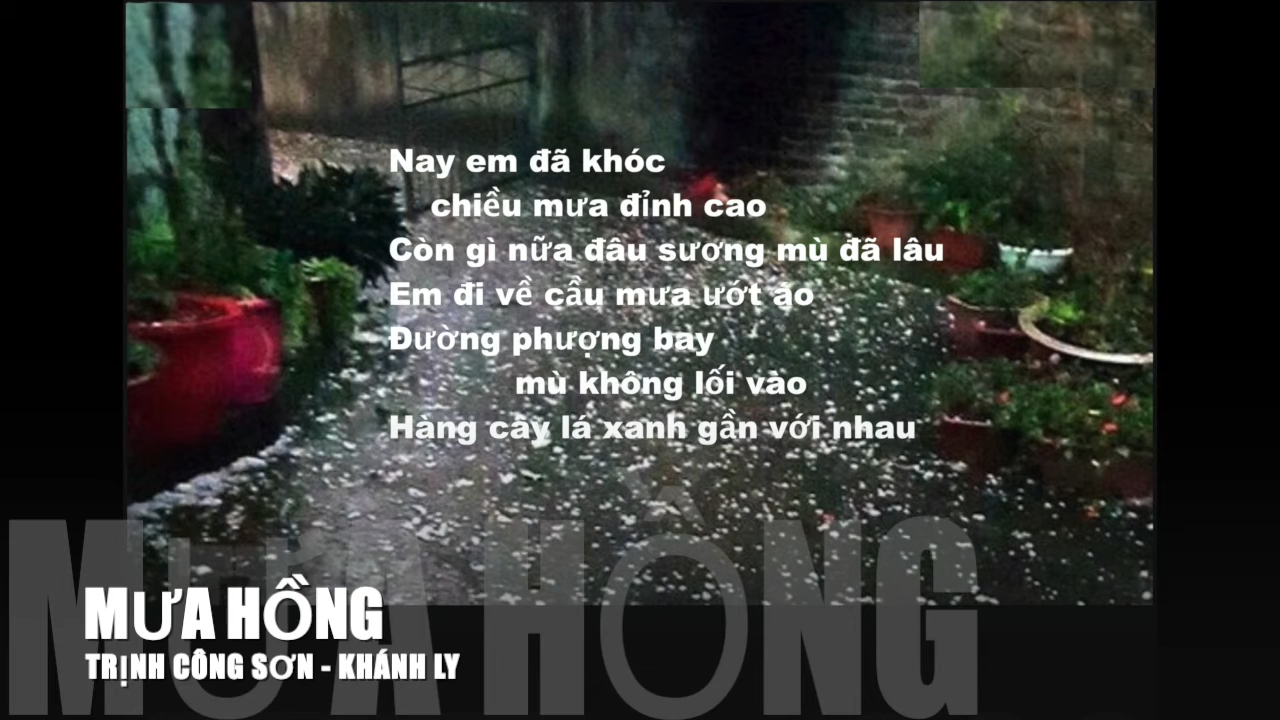 Nay em đã khóc
chiều mưa đỉnh cao
Còn gì nữa đâu sương mù đã lâu
Em đi về cầu mưa ướt áo
Đường phượng bay
mù không lối vào
Hàng cây lá xanh gần với nhau
MƯA HỒNG
MƯA HỒNG
TRỊNH CÔNG SƠN - KHÁNH LY